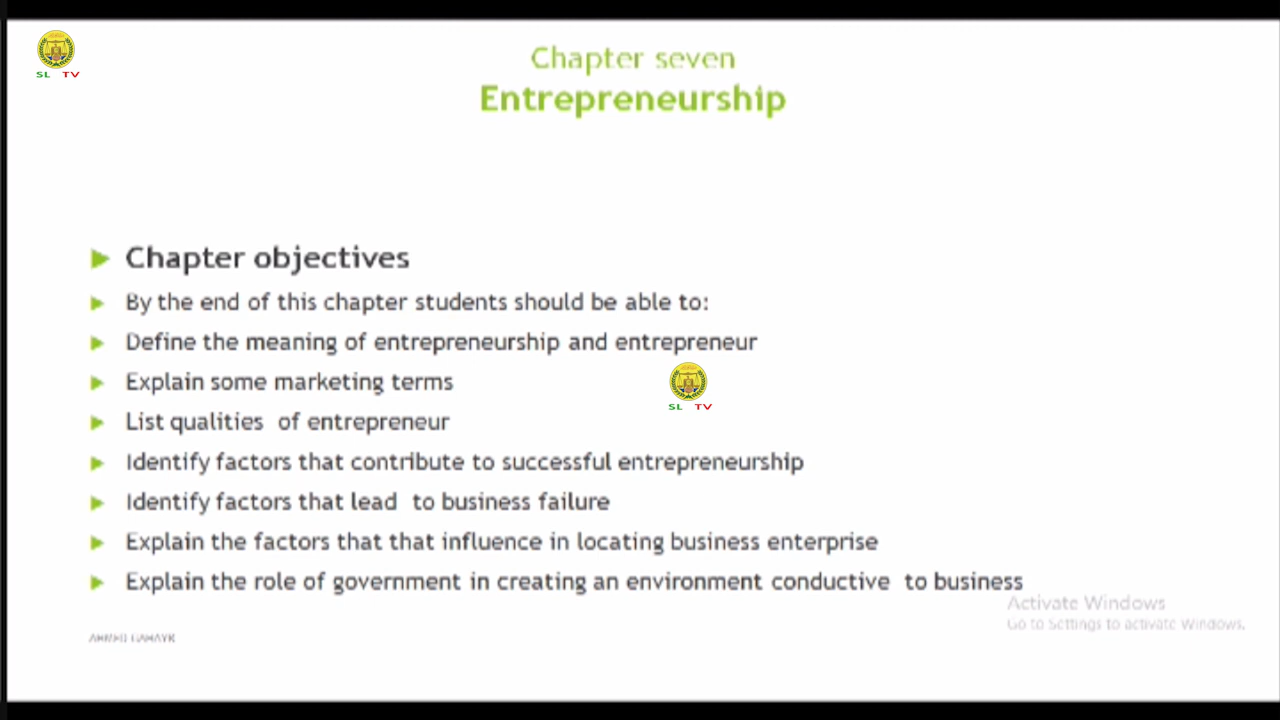 SL TV
Chapter seven
Entrepreneurship
Chapter objectives
By the end of this chapter students should be able to:
Define the meaning of entrepreneurship and entrepreneur
Explain some marketing terms
SL TV
List qualities of entrepreneur
Identify factors that contribute to successful entrepreneurship
Identify factors that lead to business failure
Explain the factors that that influence in locating business enterprise
Explain the role of government in creating an environment conductive to business
Activate Windows
Go to Settings to activate Windows.